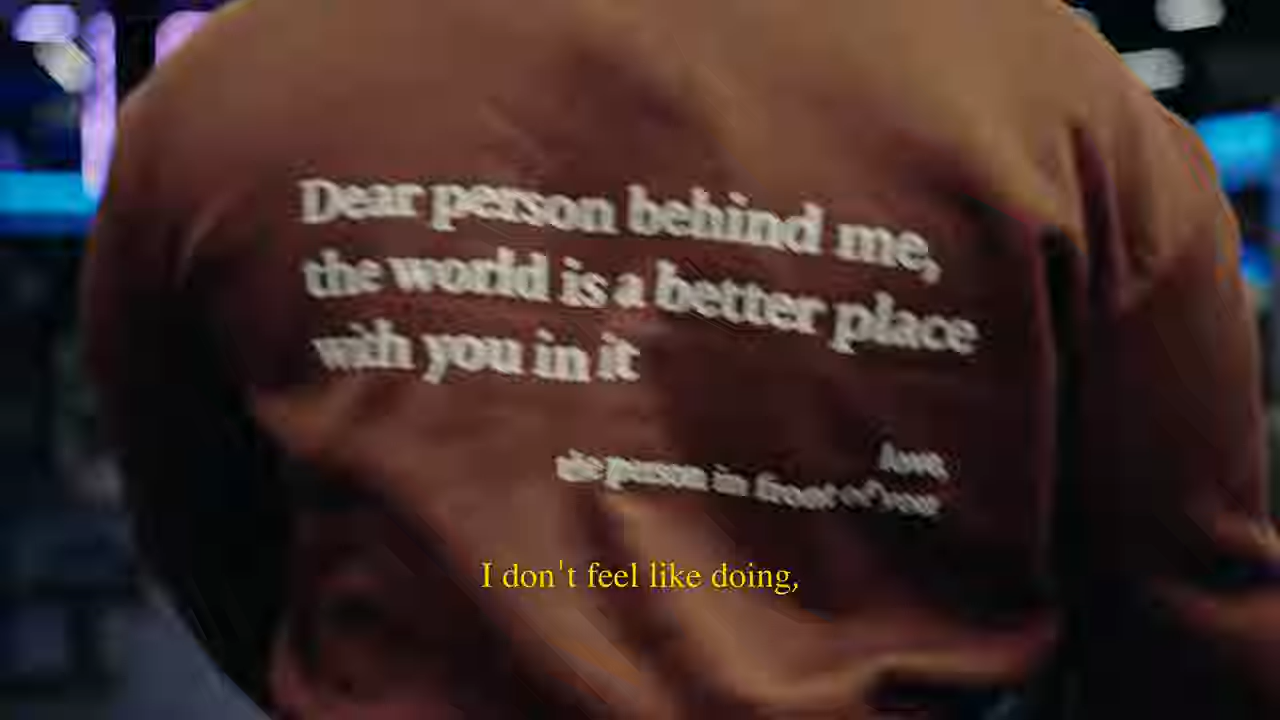 Dear person behind me,
the world is a better place
with you in it
love,
the person in front of you
I don't feel like doing,